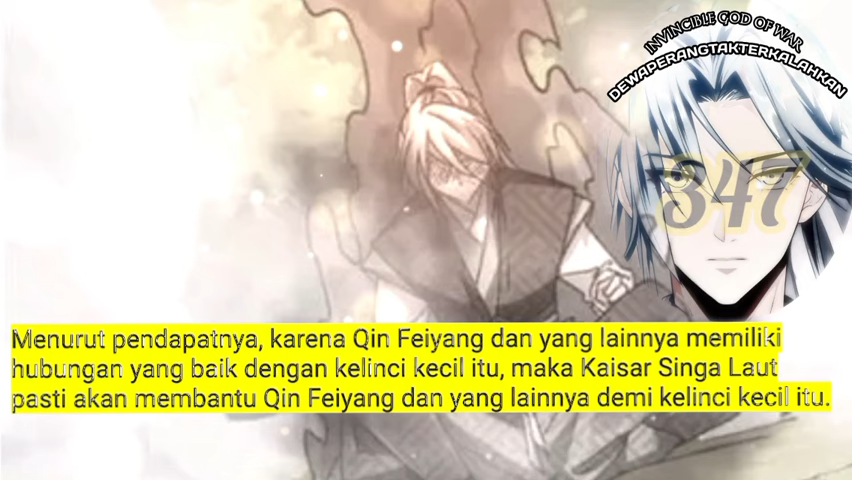 INVINCIBLE GOD OF WAR
DEWAPERANGTAKTERKALAHKAN
347
Menurut pendapatnya, karena Qin Feiyang dan yang lainnya memiliki
hubungan yang baik dengan kelinci kecil itu, maka Kaisar Singa Laut
pasti akan membantu Qin Feiyang dan yang lainnya demi kelinci kecil itu.